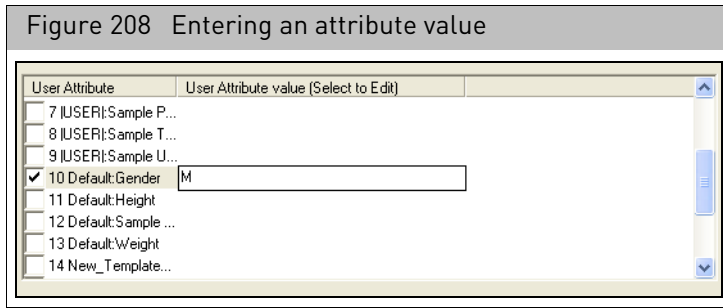 Figure 208 Entering an attribute value
User Attribute User Attribute value (Select to Edit)
7 |USER|:Sample P...
8 |USER|:Sample T...
9 |USER|:Sample U...
10 Default:Gender M
11 Default:Height
12 Default:Sample ...
13 Default:Weight
14 New_Template...